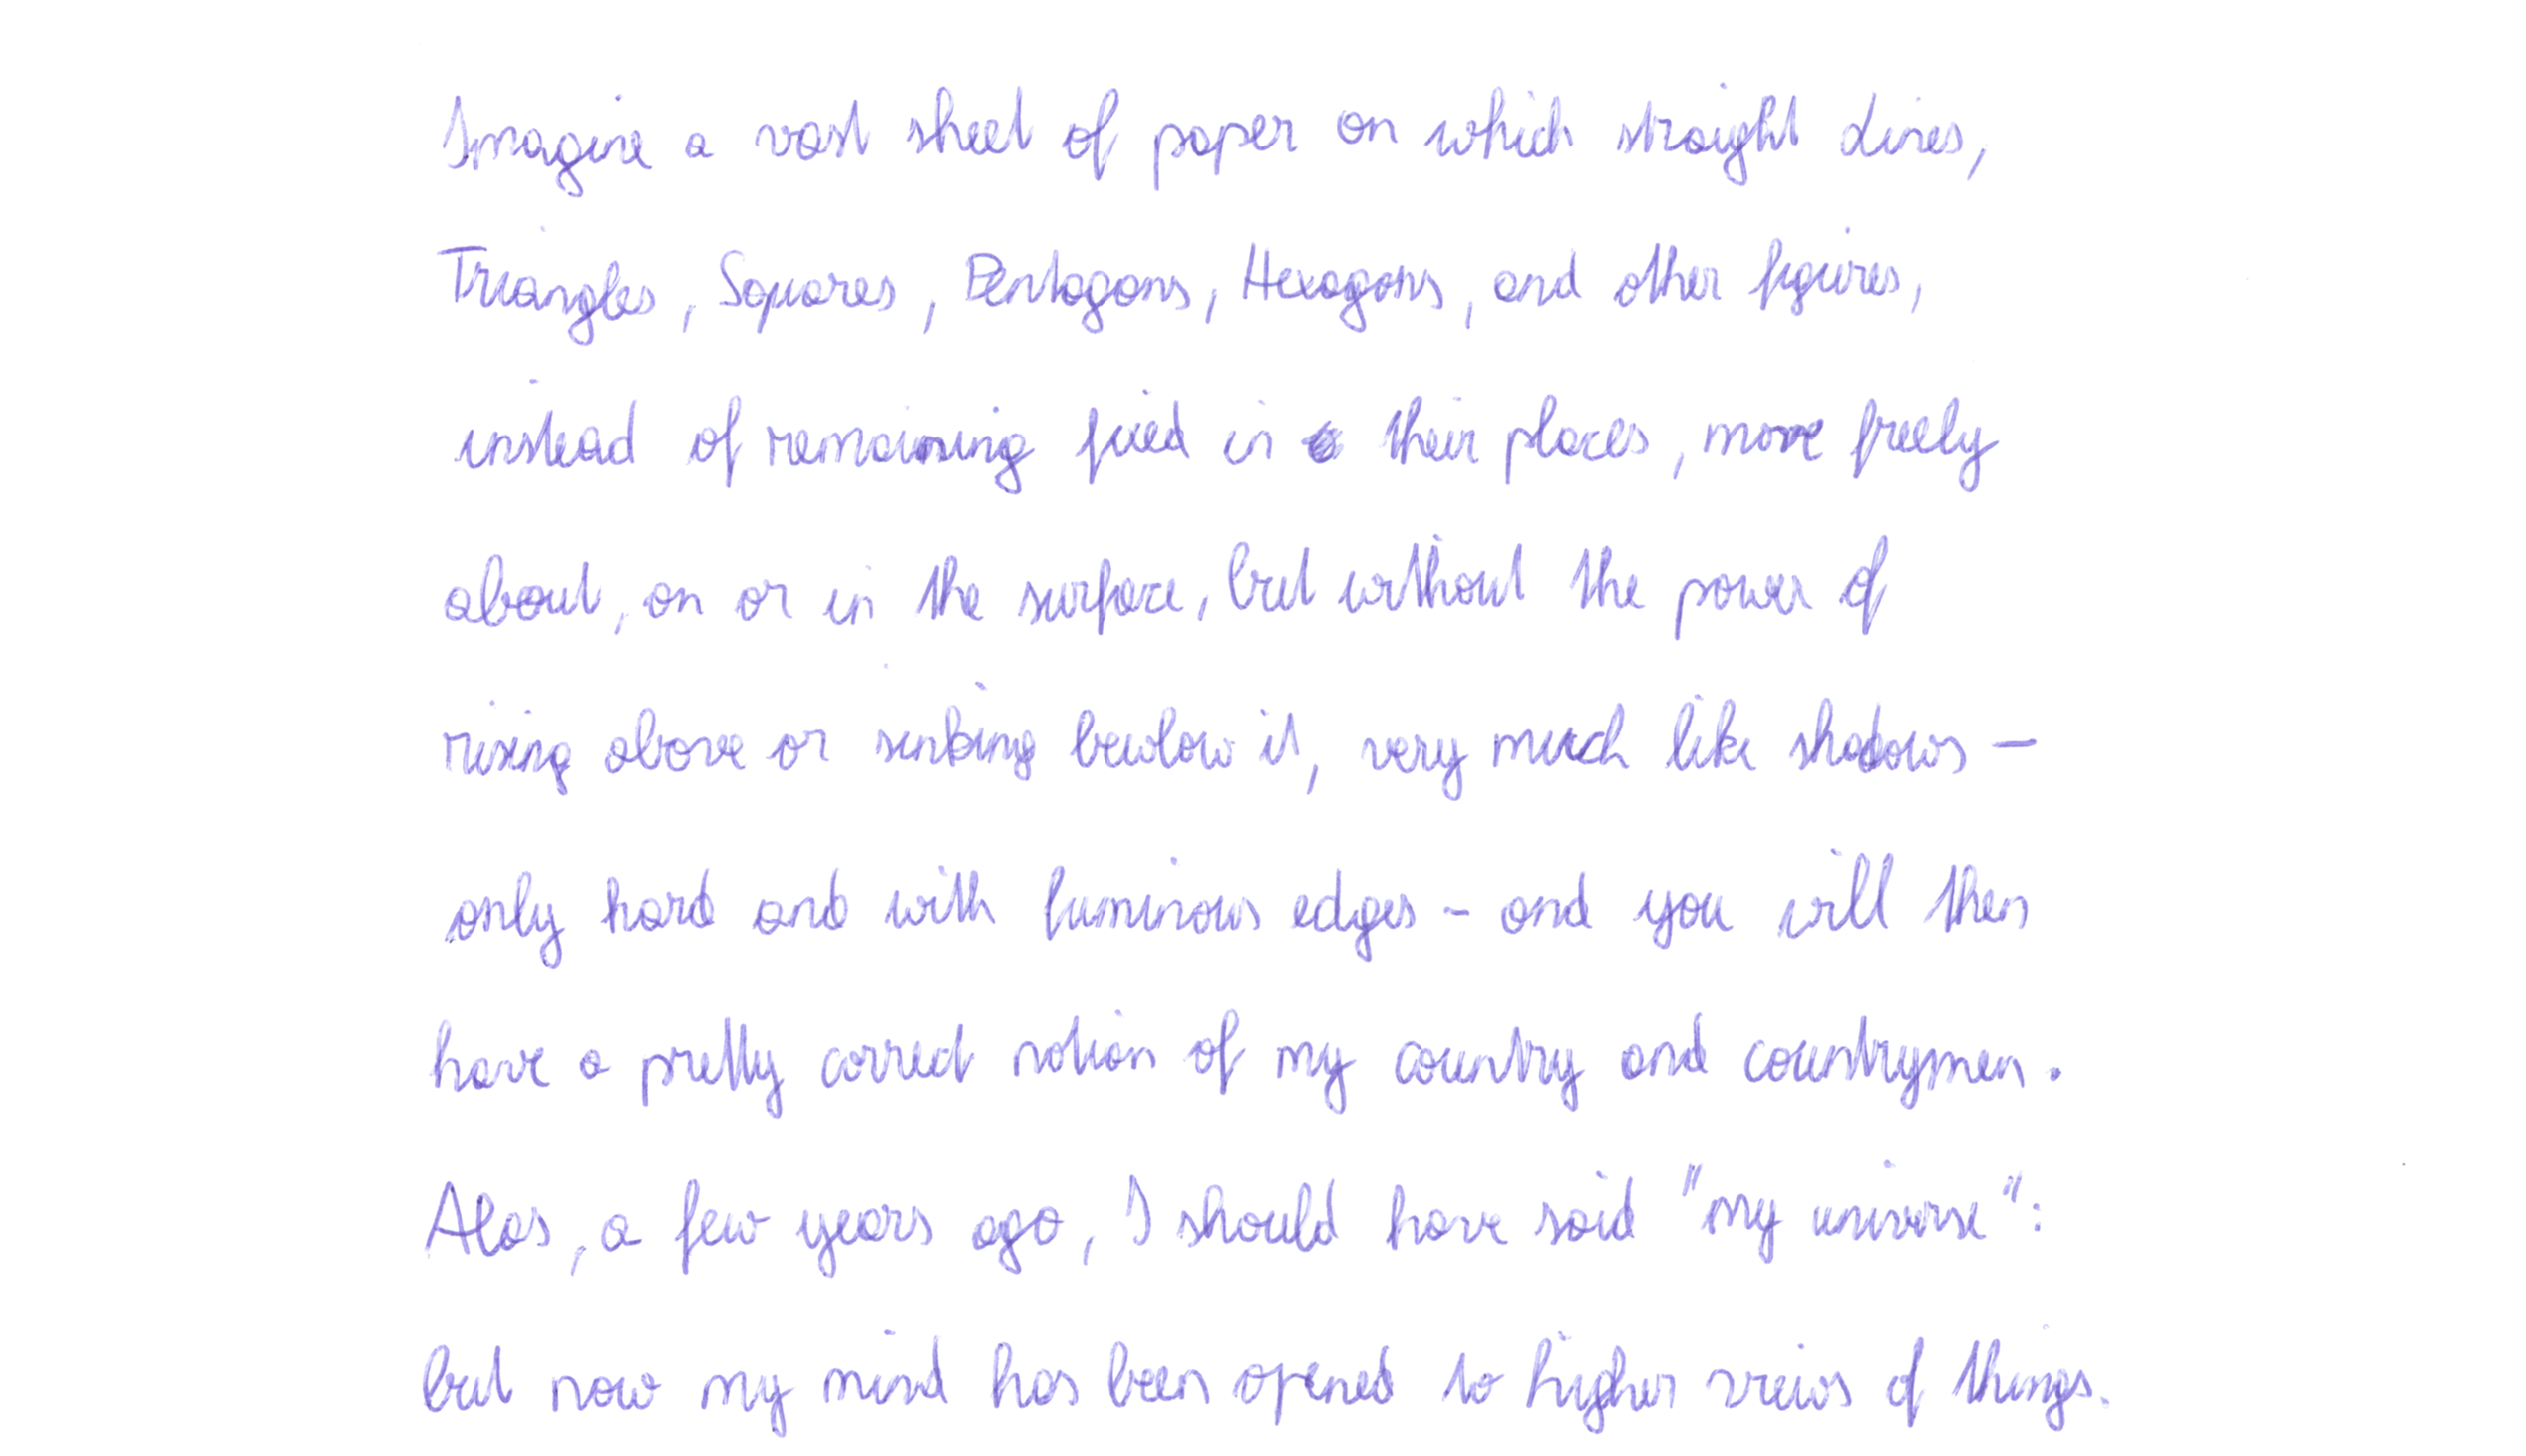 Imagine a vast sheet of paper on which straight Lines,
Triangles, Squares, Pentagons, Hexagons, and other figures,
instead of remaining fixed in their places, move freely
about, on or in the surface, but without the power of
rising above or sinking bewlow it, very much like shadows -
only hard and with luminous edges - and you will then
have a pretty correct notion of my country and countrymen.
Alas, a few years ago, I should have said "my universe":
but now my mind has been opened to higher views of things.